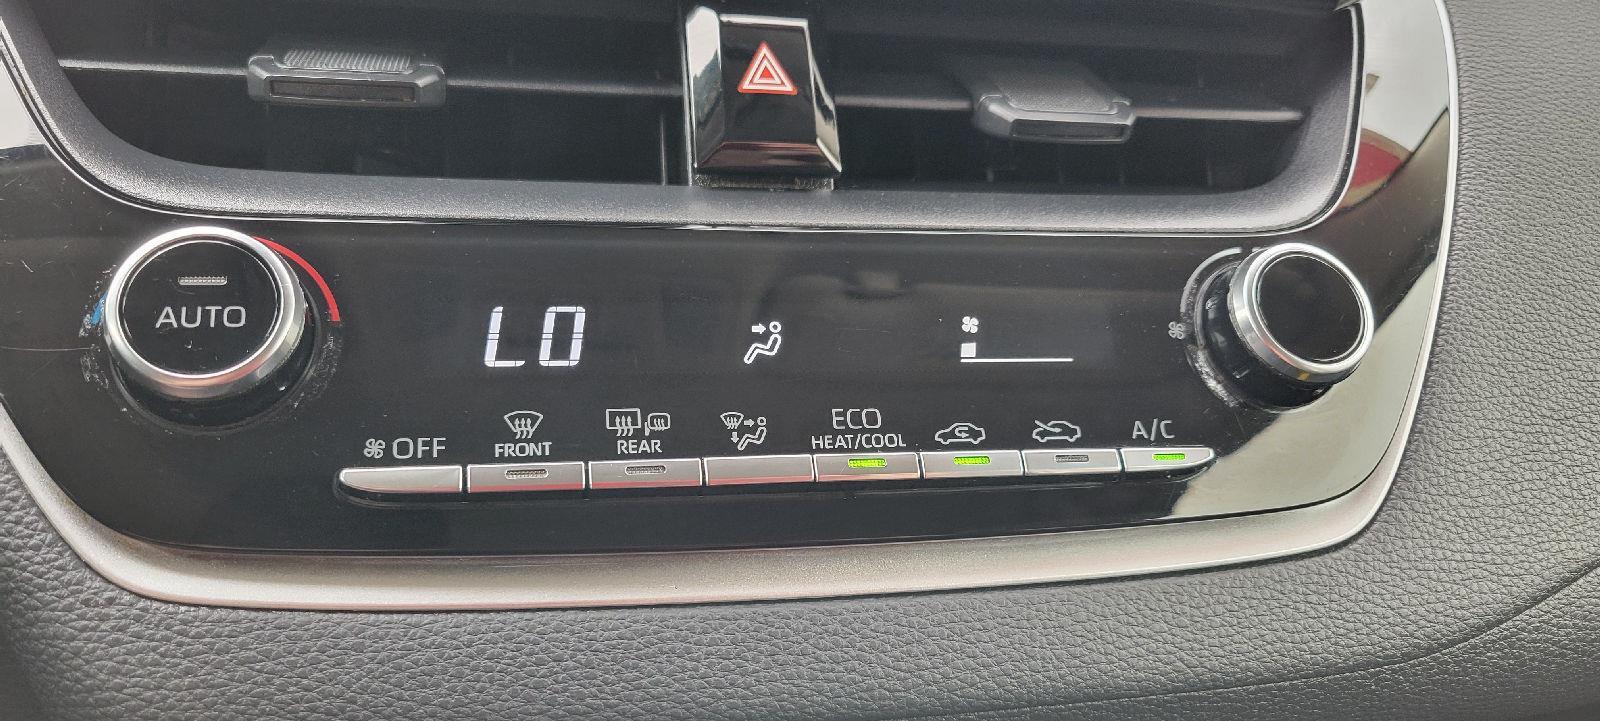 AUTO
LO
OFF
FRONT
REAR
ECO
HEAT/COOL
A/C